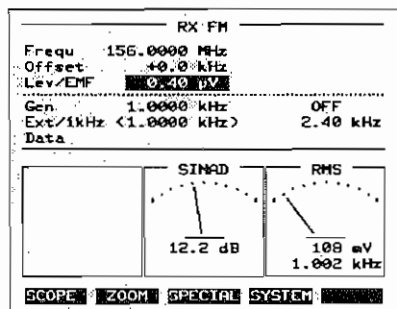 RX FM
Frequ 156.0000 MHz
Offset +0.0 kHz
Lev/EMF 0.40 µV
Gen 1.0000 kHz OFF
Ext/1kHz <1.0000 kHz> 2.40 kHz
Data
SINAD RMS
12.2 dB 108 mV
1.002 kHz
SCOPE ZOOM SPECIAL SYSTEM